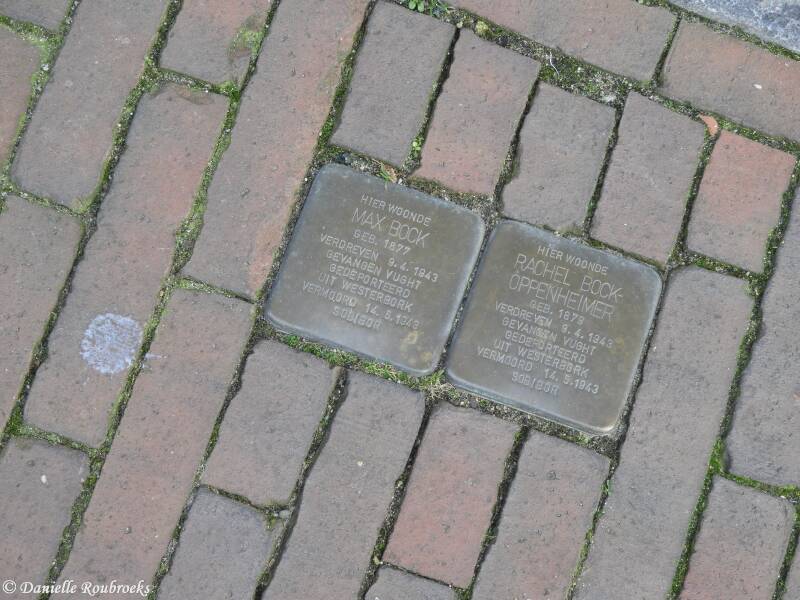 HIER WOONDE
MAX BOCK
GEB. 1877
VERDREVEN 9.4.1943
GEVANGEN VUGHT
GEDEPORTEERD
UIT WESTERBORK
VERMOORD 14.5.1943
SOBIBOR
HIER WOONDE
RACHEL BOCK-
OPPENHEIMER
GEB. 1879
VERDREVEN 9.4.1943
GEVANGEN VUGHT
GEDEPORTEERD
UIT WESTERBORK
VERMOORD 14.5.1943
SOBIBOR
© Danielle Roubroeks